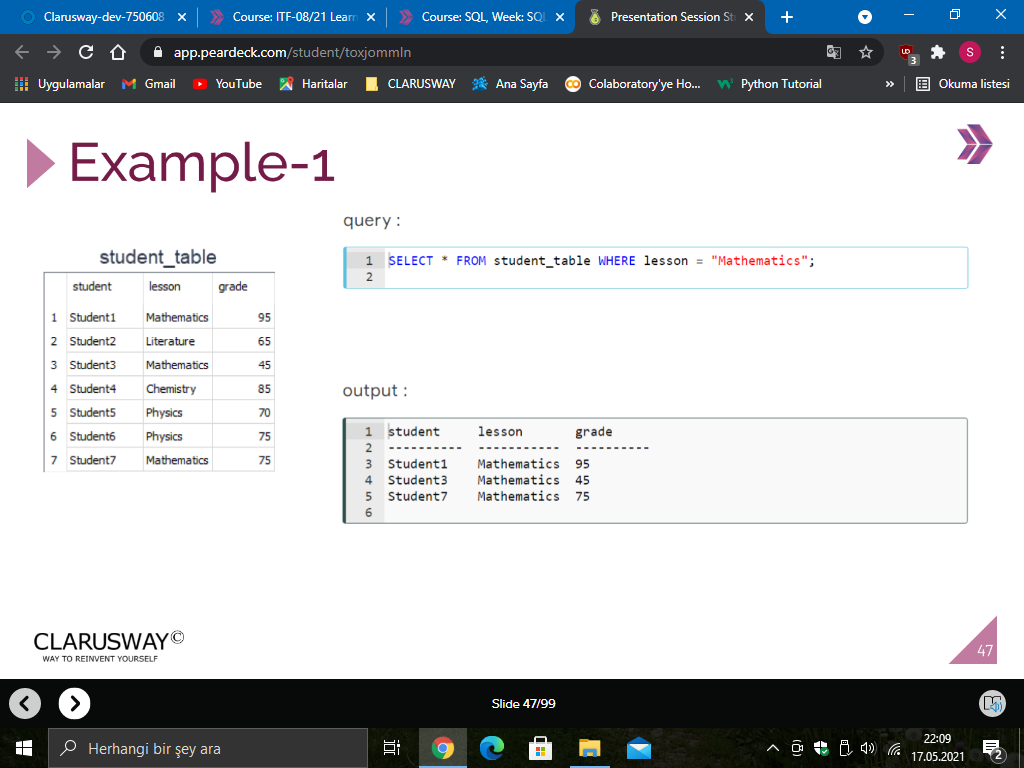 Clarusway-dev-750608
Course: ITF-08/21 Learn
Course: SQL, Week: SQL
Presentation Session St
app.peardeck.com/student/toxjommln
UD
3
S
Uygulamalar
Gmail
YouTube
Haritalar
CLARUSWAY
Ana Sayfa
Colaboratory'ye Ho...
Python Tutorial
»
Okuma listesi
Example-1
query :
1 SELECT * FROM student_table WHERE lesson = "Mathematics";
2
student_table
student lesson grade
1 Student1 Mathematics 95
2 Student2 Literature 65
3 Student3 Mathematics 45
4 Student4 Chemistry 85
5 Student5 Physics 70
6 Student6 Physics 75
7 Student7 Mathematics 75
output :
1 student lesson grade
2 ---------- ----------- ----------
3 Student1 Mathematics 95
4 Student3 Mathematics 45
5 Student7 Mathematics 75
6
CLARUSWAY©
WAY TO REINVENT YOURSELF
47
Slide 47/99
Herhangi bir şey ara
22:09
17.05.2021
2